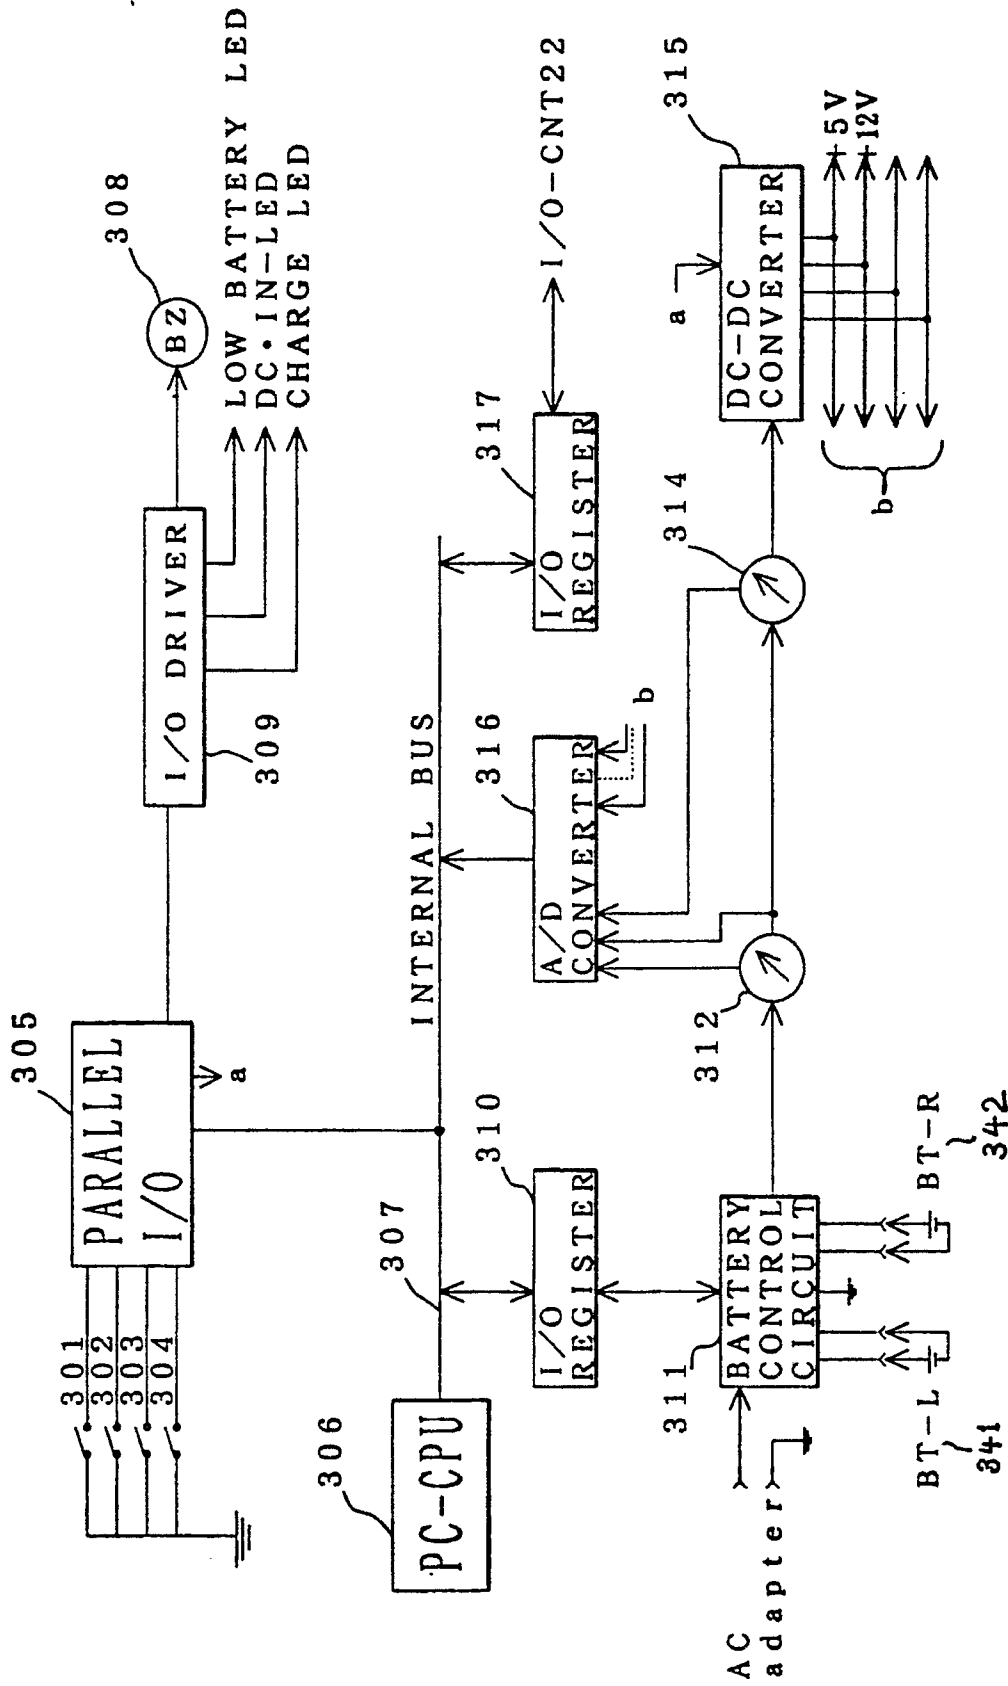 301
302
303
304
305
PARALLEL
I/O
a
309
I/O DRIVER
308
BZ
LOW BATTERY LED
DC・IN-LED
CHARGE LED
306
PC-CPU
307
INTERNAL BUS
310
I/O
REGISTER
316
A/D
CONVERTER
b
317
I/O
REGISTER
I/O-CNT22
AC
adapter
311
BATTERY
CONTROL
CIRCUIT
BT-L
341
BT-R
342
312
314
315
a
DC-DC
CONVERTER
5V
12V
b